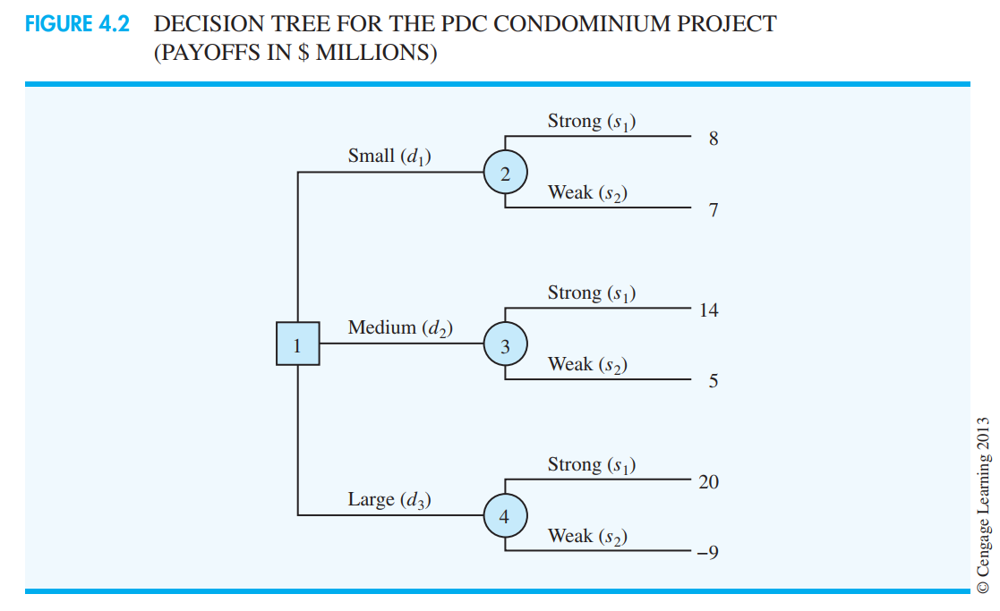 FIGURE 4.2 DECISION TREE FOR THE PDC CONDOMINIUM PROJECT
(PAYOFFS IN $ MILLIONS)
Strong (s₁)
8
Small (d₁)
2
Weak (s₂)
7
Strong (s₁)
14
Medium (d₂)
1
3
Weak (s₂)
5
Strong (s₁)
20
Large (d₃)
4
Weak (s₂)
–9
© Cengage Learning 2013